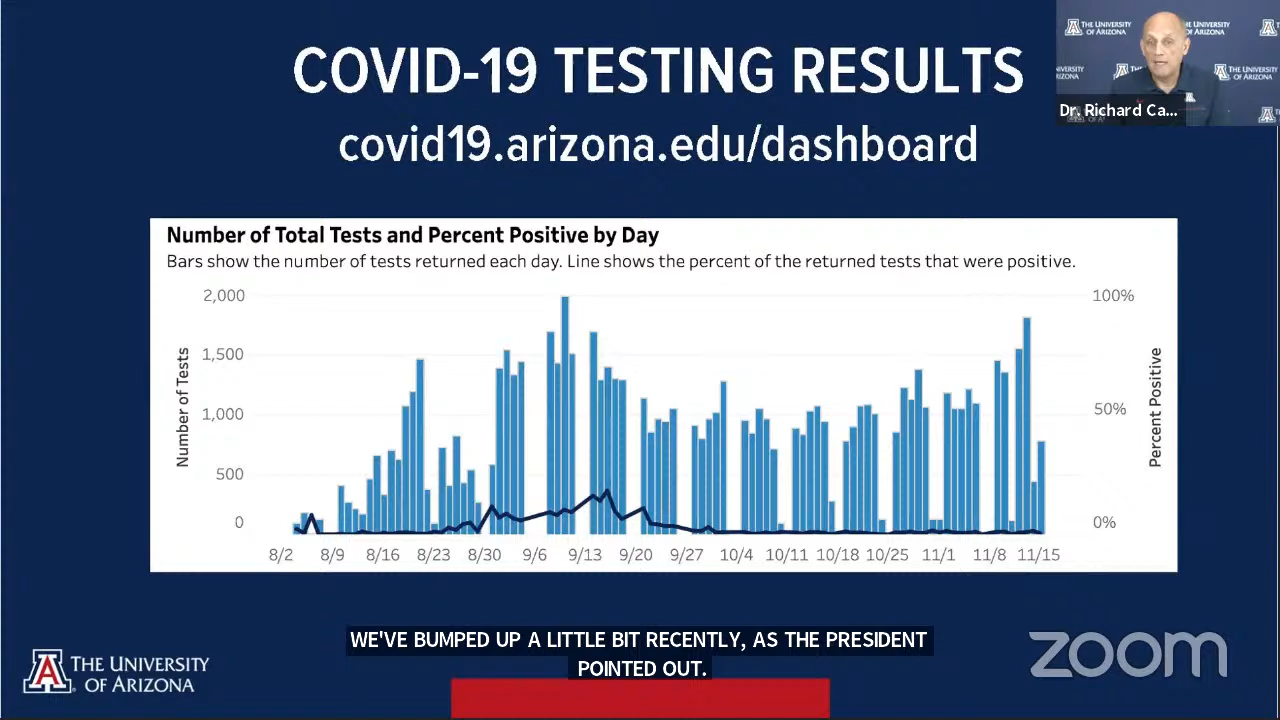 COVID-19 TESTING RESULTS
covid19.arizona.edu/dashboard
THE UNIVERSITY
OF ARIZONA
THE UNIVERSITY
OF ARIZONA
Dr. Richard Ca...
Number of Total Tests and Percent Positive by Day
Bars show the number of tests returned each day. Line shows the percent of the returned tests that were positive.
2,000
1,500
1,000
500
0
Number of Tests
100%
50%
0%
Percent Positive
8/2 8/9 8/16 8/23 8/30 9/6 9/13 9/20 9/27 10/4 10/11 10/18 10/25 11/1 11/8 11/15
WE'VE BUMPED UP A LITTLE BIT RECENTLY, AS THE PRESIDENT
POINTED OUT.
A THE UNIVERSITY
OF ARIZONA
zoom